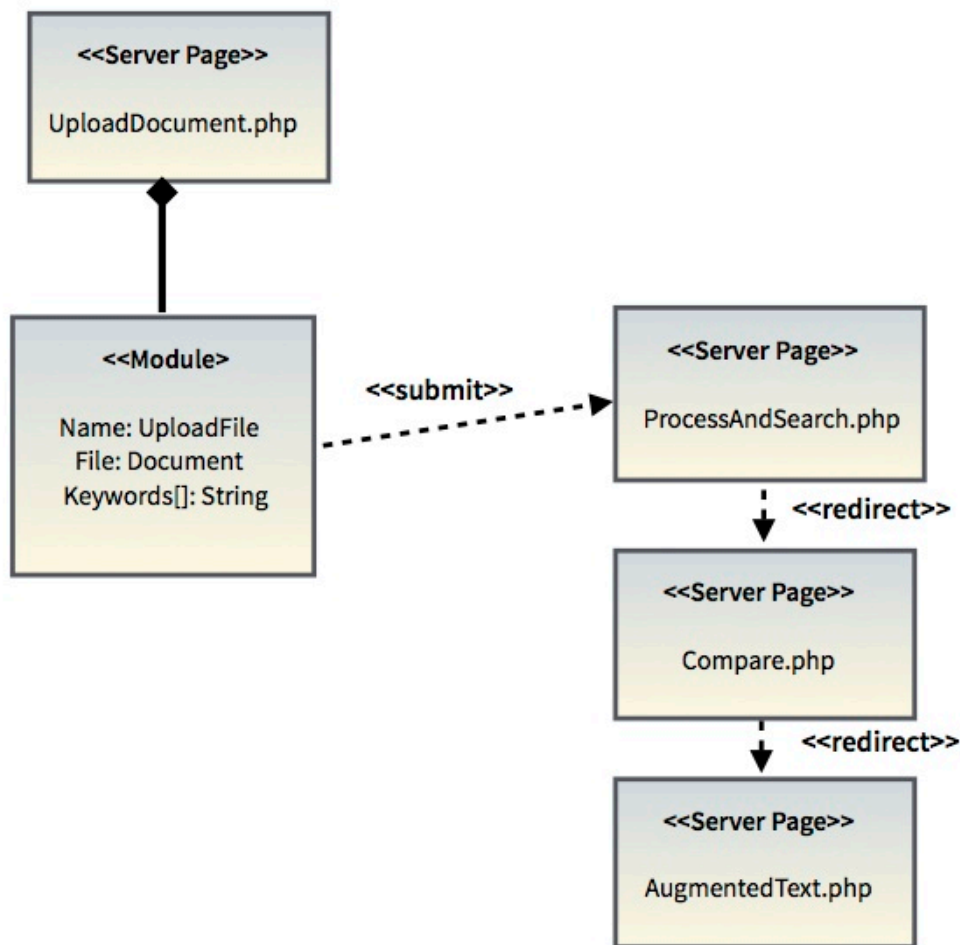 <<Server Page>>
UploadDocument.php
<<Module>
Name: UploadFile
File: Document
Keywords[]: String
<<submit>>
<<Server Page>>
ProcessAndSearch.php
<<redirect>>
<<Server Page>>
Compare.php
<<redirect>>
<<Server Page>>
AugmentedText.php